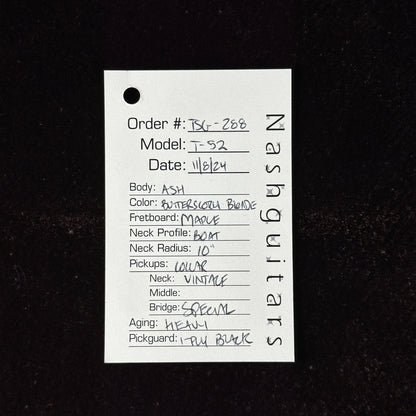 Order #: TSG-288
Model: T-52
Date: 11/8/24
Body: ASH
Color: BUTTERSCOTCH BLONDE
Fretboard: MAPLE
Neck Profile: BOAT
Neck Radius: 10"
Pickups: LOLLAR
Neck: VINTAGE
Middle:
Bridge: SPECIAL
Aging: HEAVY
Pickguard: 1-PLY BLACK
Nashguitars